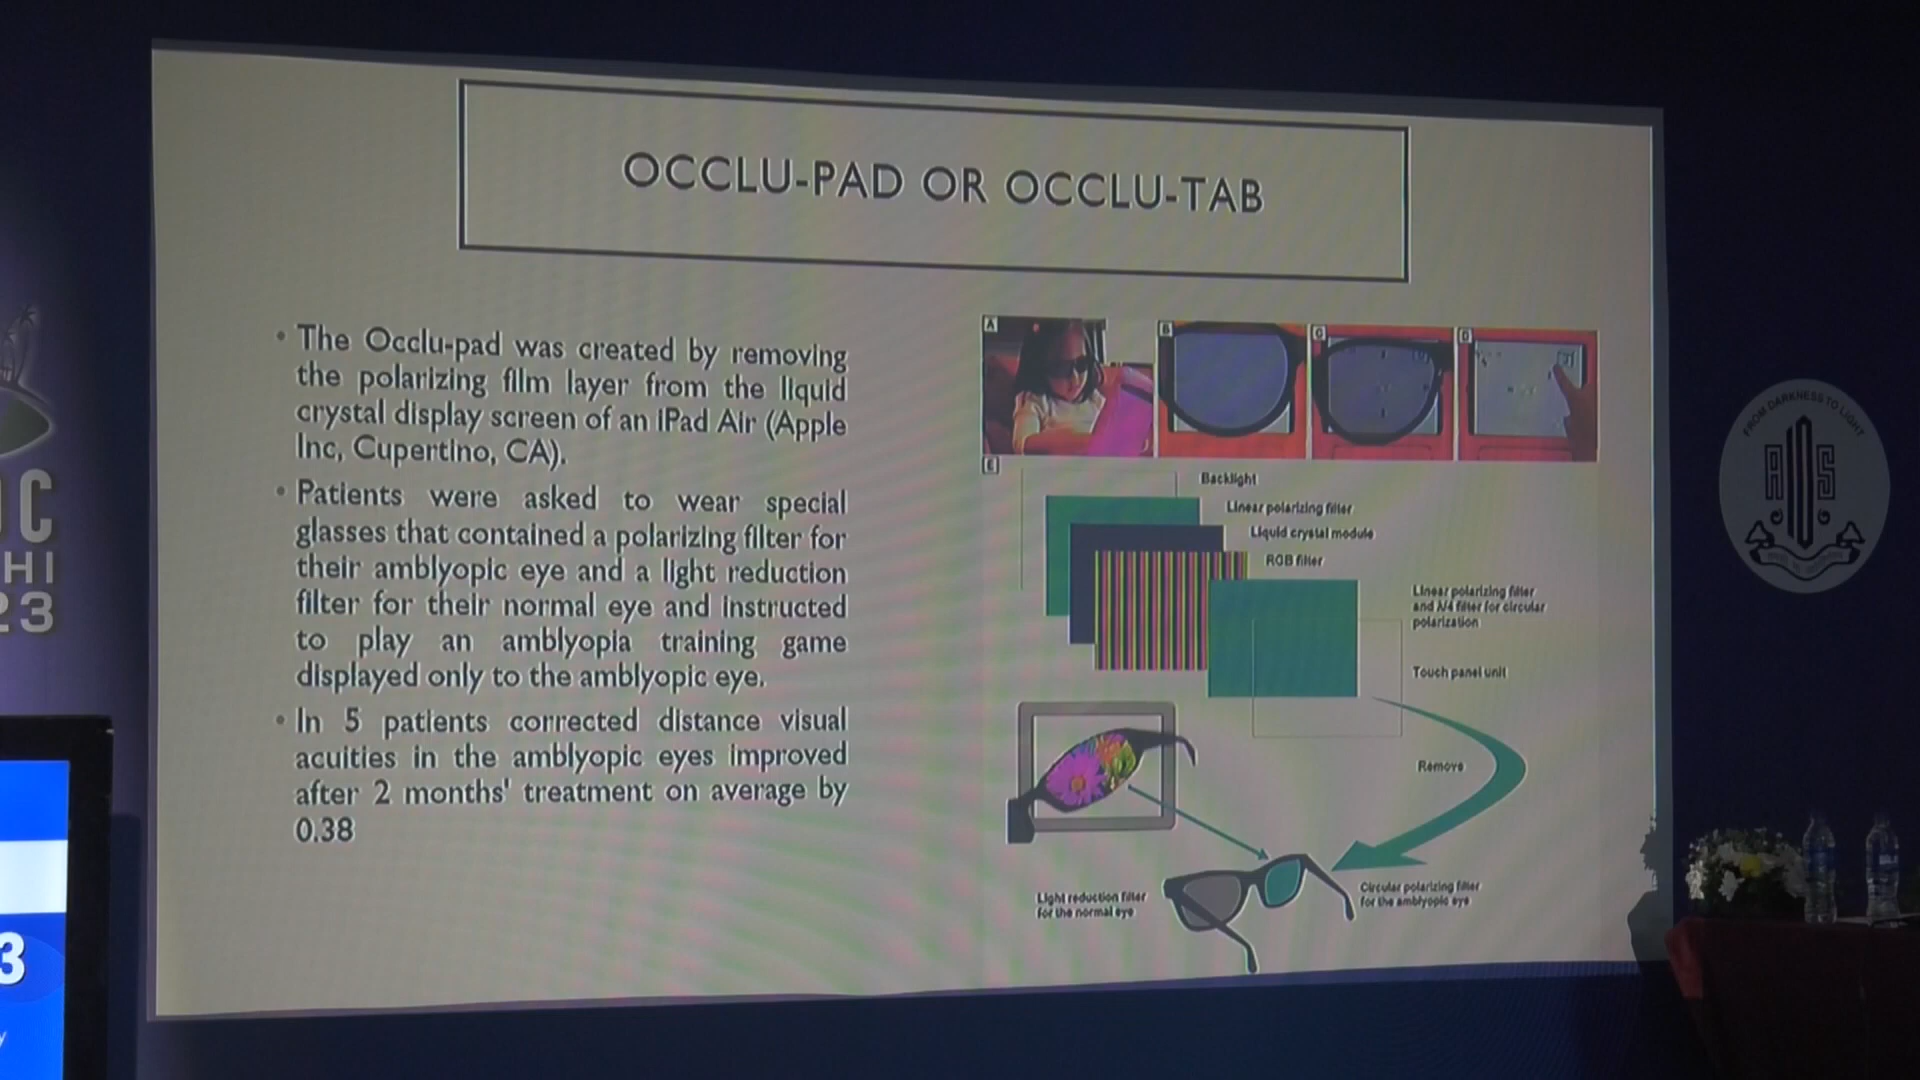 OCCLU-PAD OR OCCLU-TAB
• The Occlu-pad was created by removing
the polarizing film layer from the liquid
crystal display screen of an iPad Air (Apple
Inc, Cupertino, CA).
• Patients were asked to wear special
glasses that contained a polarizing filter for
their amblyopic eye and a light reduction
filter for their normal eye and instructed
to play an amblyopia training game
displayed only to the amblyopic eye.
• In 5 patients corrected distance visual
acuities in the amblyopic eyes improved
after 2 months' treatment on average by
0.38
A
B
C
D
E
Backlight
Linear polarizing filter
Liquid crystal module
RGB filter
Linear polarizing filter
and λ/4 filter for circular
polarization
Touch panel unit
Remove
Light reduction filter
for the normal eye
Circular polarizing filter
for the amblyopic eye
FROM DARKNESS TO LIGHT
AIOS
C
HI
23
3
y